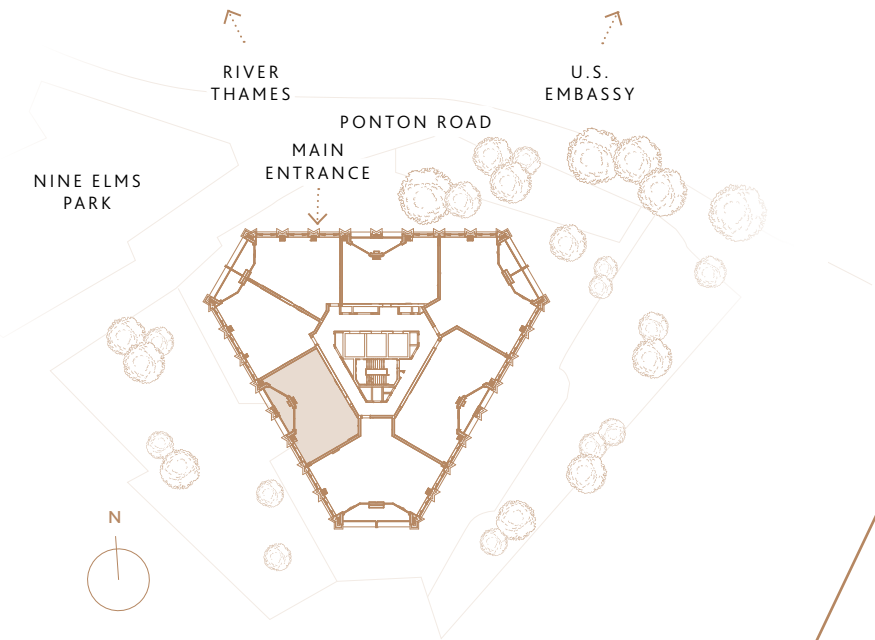 RIVER
THAMES
U.S.
EMBASSY
PONTON ROAD
MAIN
ENTRANCE
NINE ELMS
PARK
N